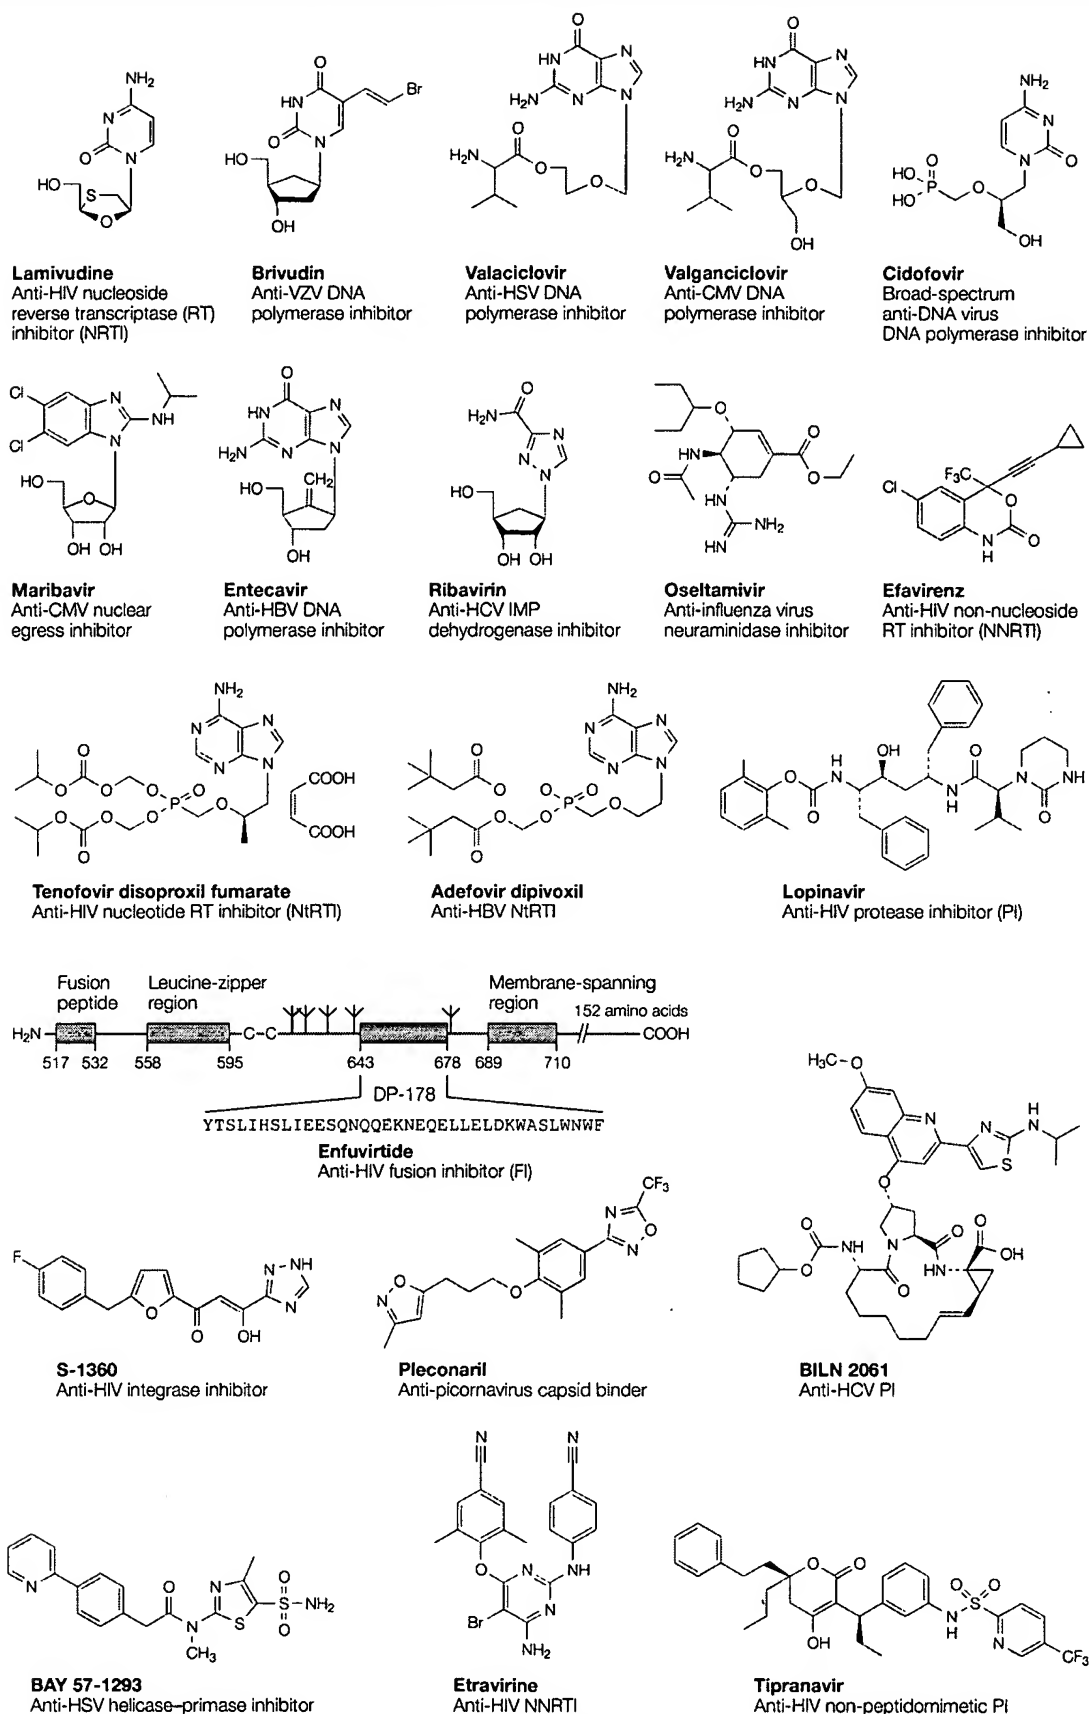 Lamivudine
Anti-HIV nucleoside
reverse transcriptase (RT)
inhibitor (NRTI)
Brivudin
Anti-VZV DNA
polymerase inhibitor
Valaciclovir
Anti-HSV DNA
polymerase inhibitor
Valganciclovir
Anti-CMV DNA
polymerase inhibitor
Cidofovir
Broad-spectrum
anti-DNA virus
DNA polymerase inhibitor
Maribavir
Anti-CMV nuclear
egress inhibitor
Entecavir
Anti-HBV DNA
polymerase inhibitor
Ribavirin
Anti-HCV IMP
dehydrogenase inhibitor
Oseltamivir
Anti-influenza virus
neuraminidase inhibitor
Efavirenz
Anti-HIV non-nucleoside
RT inhibitor (NNRTI)
COOH
COOH
Tenofovir disoproxil fumarate
Anti-HIV nucleotide RT inhibitor (NtRTI)
Adefovir dipivoxil
Anti-HBV NtRTI
Lopinavir
Anti-HIV protease inhibitor (PI)
Fusion
peptide
Leucine-zipper
region
Membrane-spanning
region
152 amino acids
H₂N C C COOH
517 532 558 595 643 678 689 710
DP-178
YTSLIHSLIEESQNQQEKNEQELLELDKWASLWNWF
Enfuvirtide
Anti-HIV fusion inhibitor (FI)
S-1360
Anti-HIV integrase inhibitor
Pleconaril
Anti-picornavirus capsid binder
BILN 2061
Anti-HCV PI
BAY 57-1293
Anti-HSV helicase–primase inhibitor
Etravirine
Anti-HIV NNRTI
Tipranavir
Anti-HIV non-peptidomimetic PI